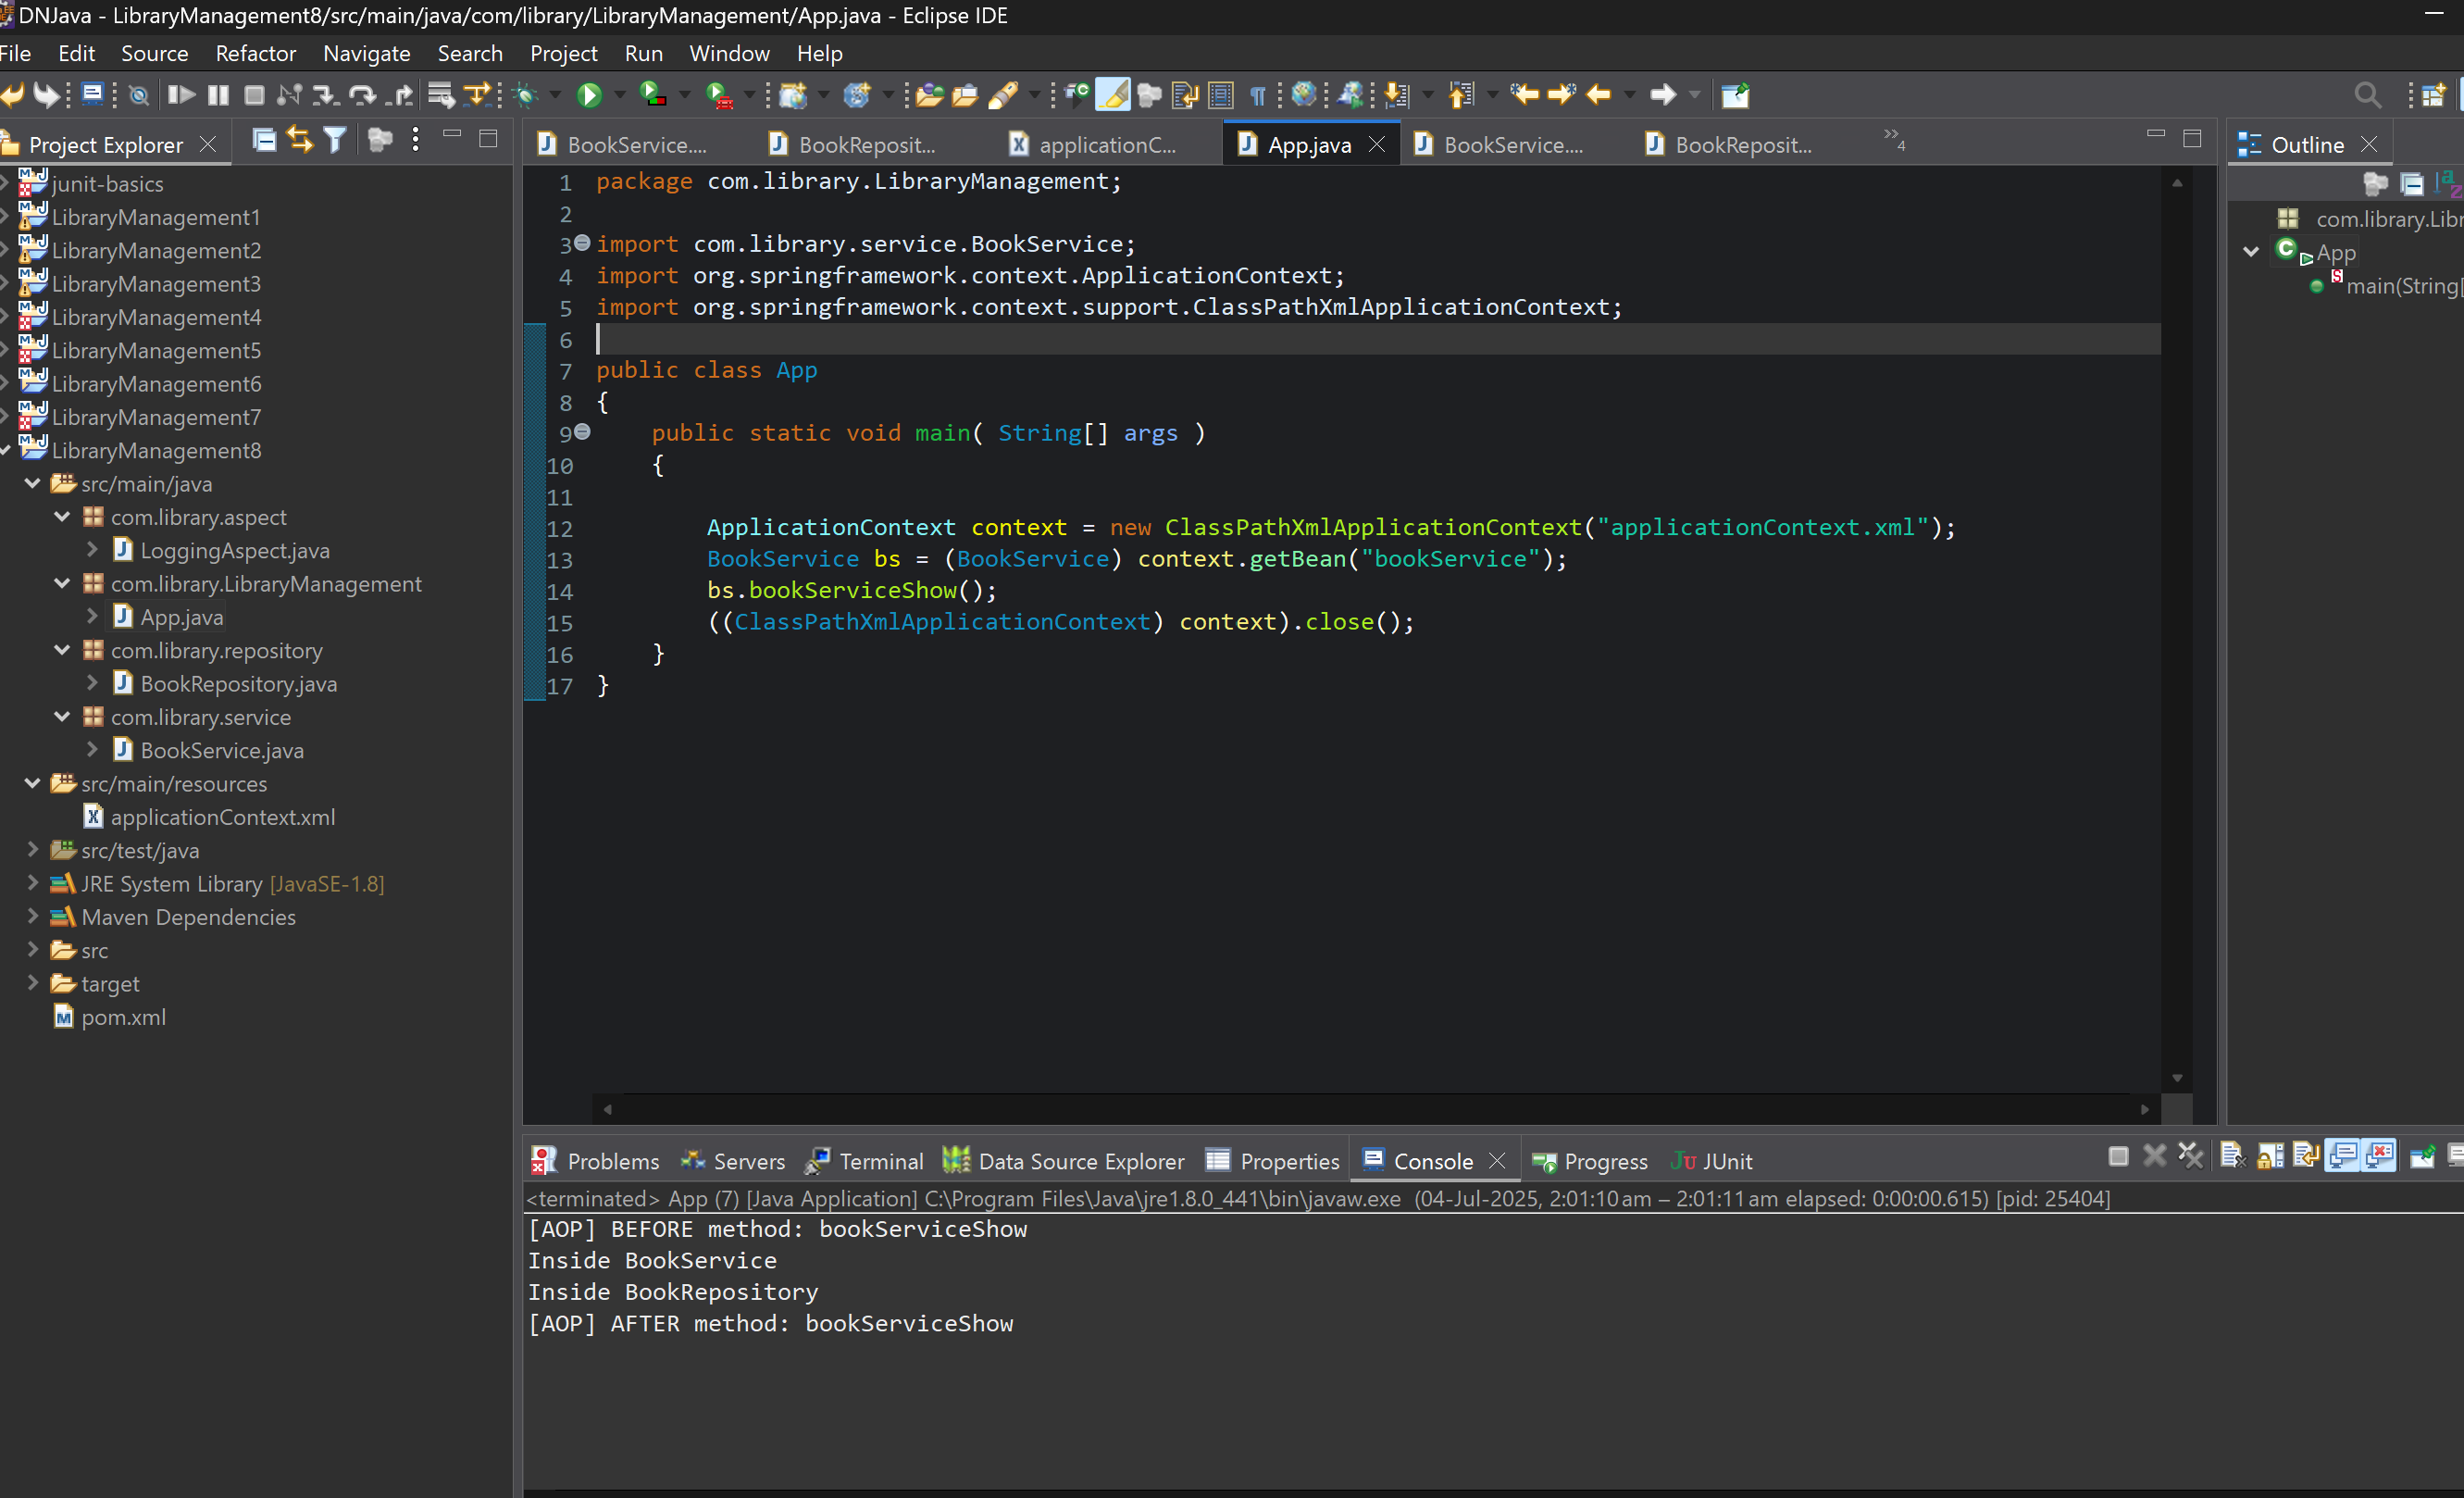 DNJava - LibraryManagement8/src/main/java/com/library/LibraryManagement/App.java - Eclipse IDE
File Edit Source Refactor Navigate Search Project Run Window Help
Project Explorer
junit-basics
LibraryManagement1
LibraryManagement2
LibraryManagement3
LibraryManagement4
LibraryManagement5
LibraryManagement6
LibraryManagement7
LibraryManagement8
src/main/java
com.library.aspect
LoggingAspect.java
com.library.LibraryManagement
App.java
com.library.repository
BookRepository.java
com.library.service
BookService.java
src/main/resources
applicationContext.xml
src/test/java
JRE System Library [JavaSE-1.8]
Maven Dependencies
src
target
pom.xml
BookService.... BookReposit... applicationC... App.java BookService.... BookReposit... »4
1 package com.library.LibraryManagement;
2
3 import com.library.service.BookService;
4 import org.springframework.context.ApplicationContext;
5 import org.springframework.context.support.ClassPathXmlApplicationContext;
6
7 public class App
8 {
9 public static void main( String[] args )
10 {
11
12 ApplicationContext context = new ClassPathXmlApplicationContext("applicationContext.xml");
13 BookService bs = (BookService) context.getBean("bookService");
14 bs.bookServiceShow();
15 ((ClassPathXmlApplicationContext) context).close();
16 }
17 }
Outline
com.library.Libr
App
main(String[
Problems Servers Terminal Data Source Explorer Properties Console Progress JUnit
<terminated> App (7) [Java Application] C:\Program Files\Java\jre1.8.0_441\bin\javaw.exe (04-Jul-2025, 2:01:10 am – 2:01:11 am elapsed: 0:00:00.615) [pid: 25404]
[AOP] BEFORE method: bookServiceShow
Inside BookService
Inside BookRepository
[AOP] AFTER method: bookServiceShow